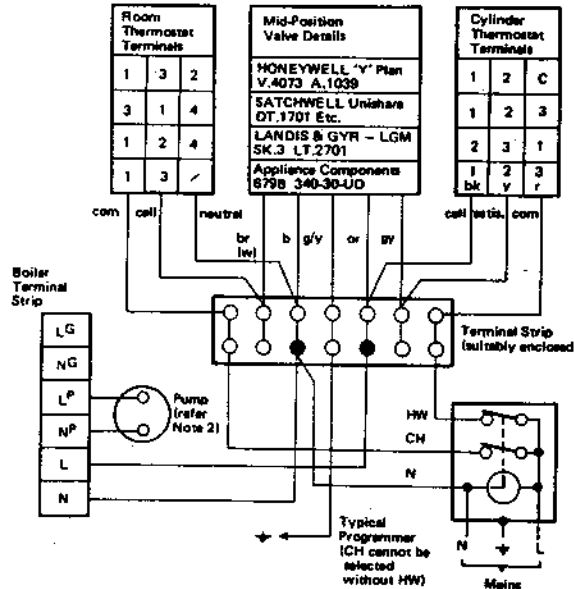 Room
Thermostat
Terminals
1 3 2
3 1 4
1 2 4
1 3 /
Mid-Position
Valve Details
HONEYWELL "Y" Plan
V.4073 A,1039
SATCHWELL Unishare
DT.1701 Etc.
LANDIS & GYR – LGM
SK.3 LT.2701
Appliance Components
679B 340-30-UD
Cylinder
Thermostat
Terminals
1 2 C
1 2 3
2 3 1
1 2 3
bk y r
com call neutral
br
(w)
b g/y or gy
call satis. com
Boiler
Terminal
Strip
LG
NG
LP
NP
L
N
Pump
(refer
Note 2)
Terminal Strip
(suitably enclosed
HW
CH
N
Typical
Programmer
(CH cannot be
selected
without HW)
N L
Mains